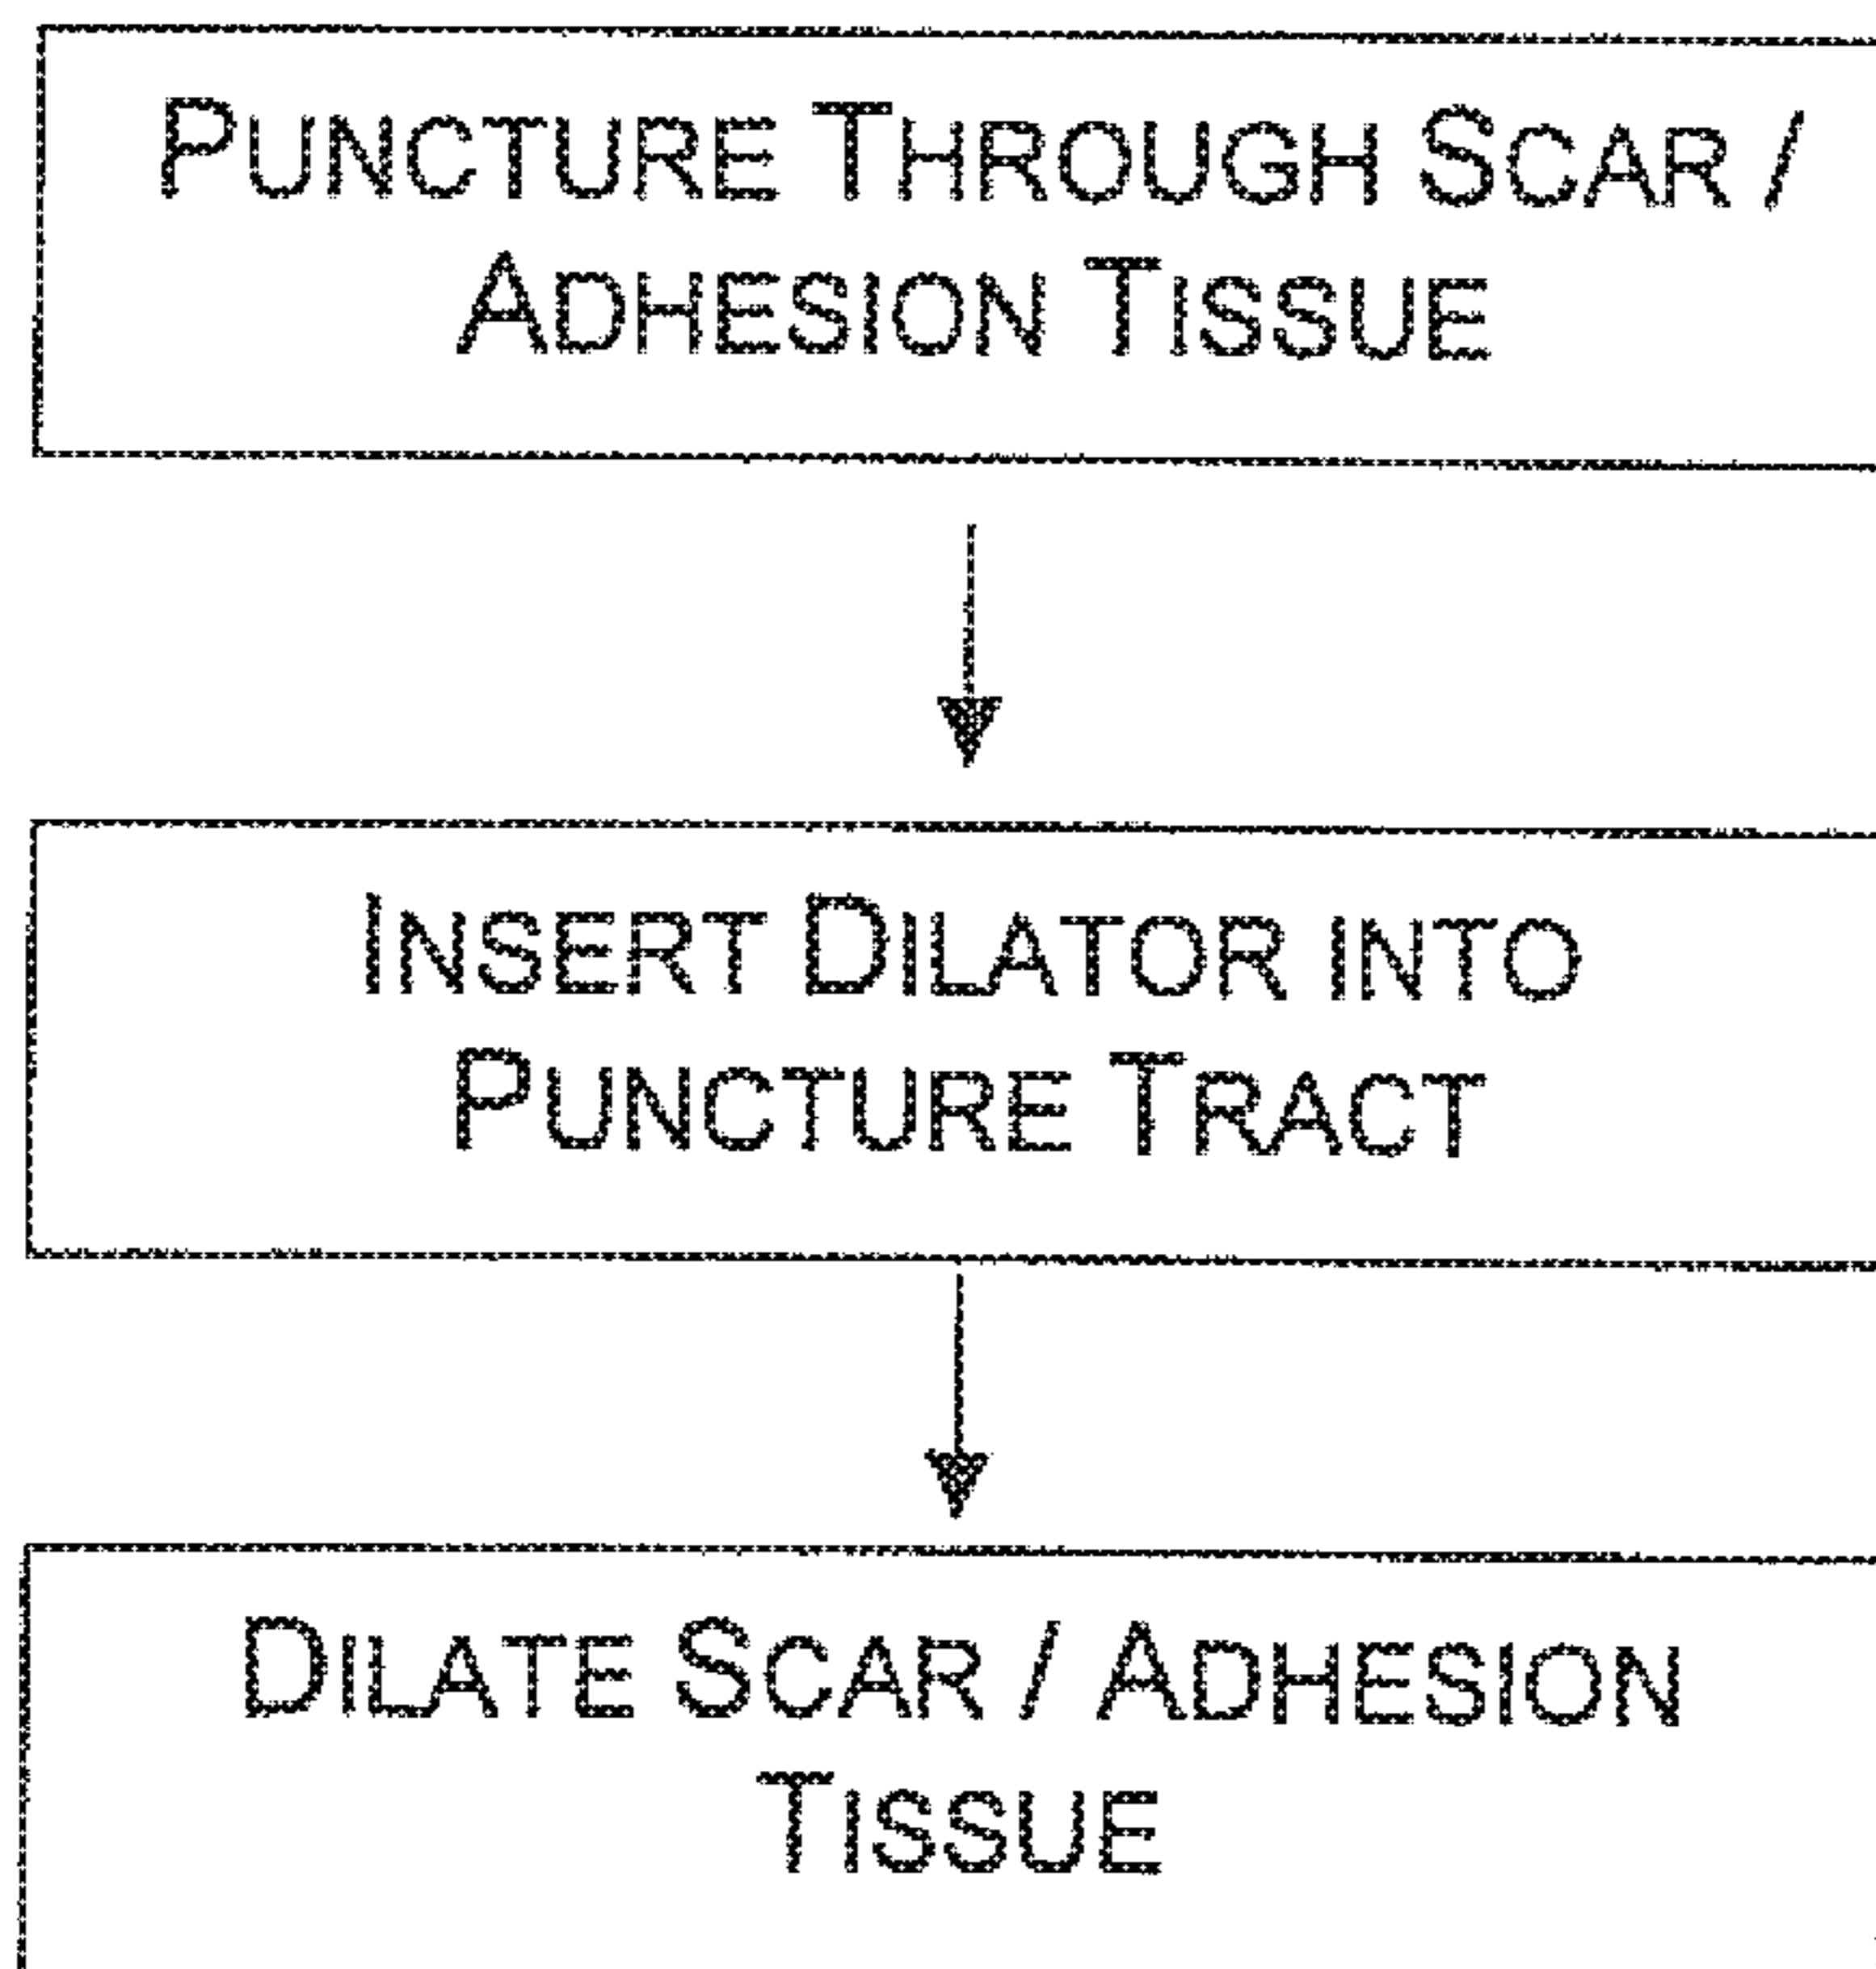 PUNCTURE THROUGH SCAR /
ADHESION TISSUE
INSERT DILATOR INTO
PUNCTURE TRACT
DILATE SCAR / ADHESION
TISSUE